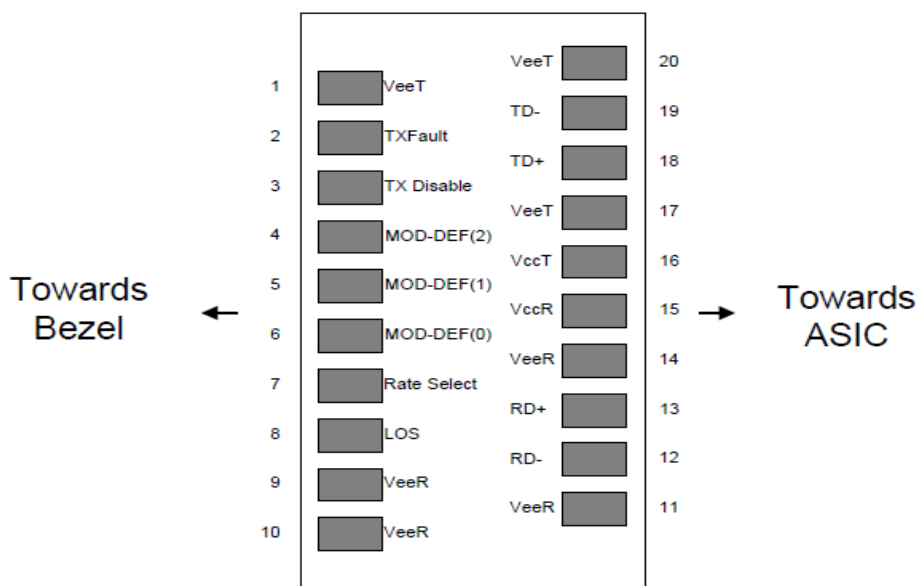 VeeT 20
1 VeeT
TD- 19
2 TXFault
TD+ 18
3 TX Disable
VeeT 17
4 MOD-DEF(2)
VccT 16
5 MOD-DEF(1)
VccR 15
6 MOD-DEF(0)
VeeR 14
7 Rate Select
RD+ 13
8 LOS
RD- 12
9 VeeR
VeeR 11
10 VeeR
Towards
Bezel
Towards
ASIC